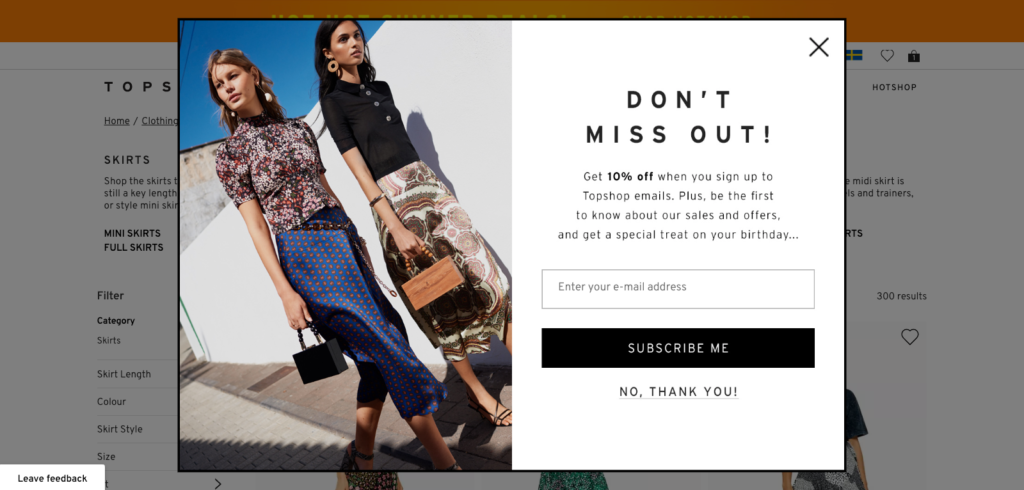 TOPS
HOTSHOP
Home / Clothing
SKIRTS
Shop the skirts
still a key length
or style mini skir
e midi skirt is
ls and trainers,
MINI SKIRTS
FULL SKIRTS
RTS
Filter
300 results
Category
Skirts
Skirt Length
Colour
Skirt Style
Size
Leave feedback
DON'T
MISS OUT!
Get 10% off when you sign up to
Topshop emails. Plus, be the first
to know about our sales and offers,
and get a special treat on your birthday...
Enter your e-mail address
SUBSCRIBE ME
NO, THANK YOU!